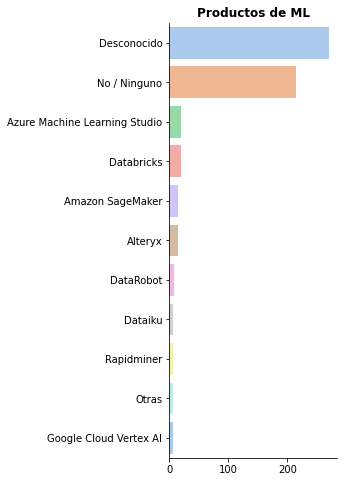 Productos de ML
Desconocido
No / Ninguno
Azure Machine Learning Studio
Databricks
Amazon SageMaker
Alteryx
DataRobot
Dataiku
Rapidminer
Otras
Google Cloud Vertex AI
0 100 200